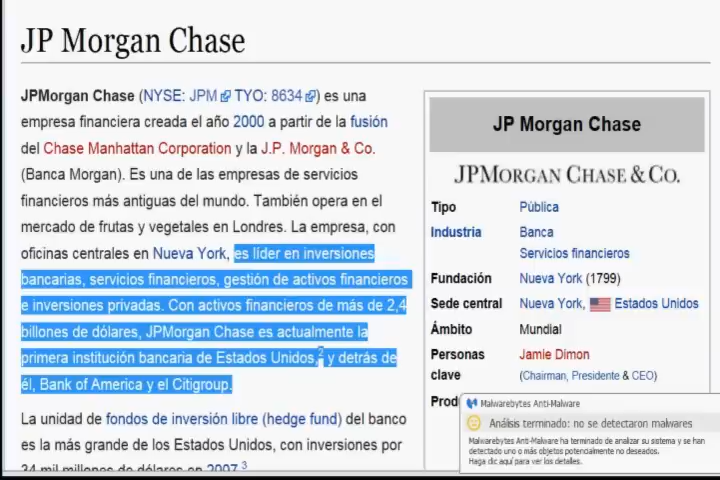 JP Morgan Chase
JPMorgan Chase (NYSE: JPM TYO: 8634) es una
empresa financiera creada el año 2000 a partir de la fusión
del Chase Manhattan Corporation y la J.P. Morgan & Co.
(Banca Morgan). Es una de las empresas de servicios
financieros más antiguas del mundo. También opera en el
mercado de frutas y vegetales en Londres. La empresa, con
oficinas centrales en Nueva York, es líder en inversiones
bancarias, servicios financieros, gestión de activos financieros
e inversiones privadas. Con activos financieros de más de 2,4
billones de dólares, JPMorgan Chase es actualmente la
primera institución bancaria de Estados Unidos,2 y detrás de
él, Bank of America y el Citigroup.
La unidad de fondos de inversión libre (hedge fund) del banco
es la más grande de los Estados Unidos, con inversiones por
34 mil millones de dólares en 2007.3
JP Morgan Chase
JPMORGAN CHASE & CO.
Tipo Pública
Industria Banca
Servicios financieros
Fundación Nueva York (1799)
Sede central Nueva York, Estados Unidos
Ámbito Mundial
Personas Jamie Dimon
clave (Chairman, Presidente & CEO)
Prod
Malwarebytes Anti-Malware
Análisis terminado: no se detectaron malwares
Malwarebytes Anti-Malware ha terminado de analizar su sistema y se han
detectado uno o más objetos potencialmente no deseados.
Haga clic aquí para ver los detalles.